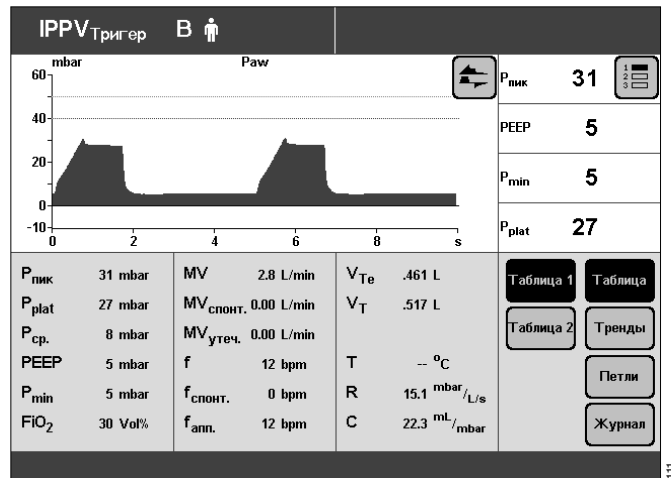 IPPVТригер В
mbar Paw
60
40
20
0
-10
0 2 4 6 8 s
Pпик 31
1
2
3
PEEP 5
Pmin 5
Pplat 27
Pпик 31 mbar
Pplat 27 mbar
Pср. 8 mbar
PEEP 5 mbar
Pmin 5 mbar
FiO2 30 Vol%
MV 2.8 L/min
MVспонт. 0.00 L/min
MVутеч. 0.00 L/min
f 12 bpm
fспонт. 0 bpm
fапп. 12 bpm
VTe .461 L
VT .517 L
T -- °C
R 15.1 mbar/L/s
C 22.3 mL/mbar
Таблица 1 Таблица
Таблица 2 Тренды
Петли
Журнал
111